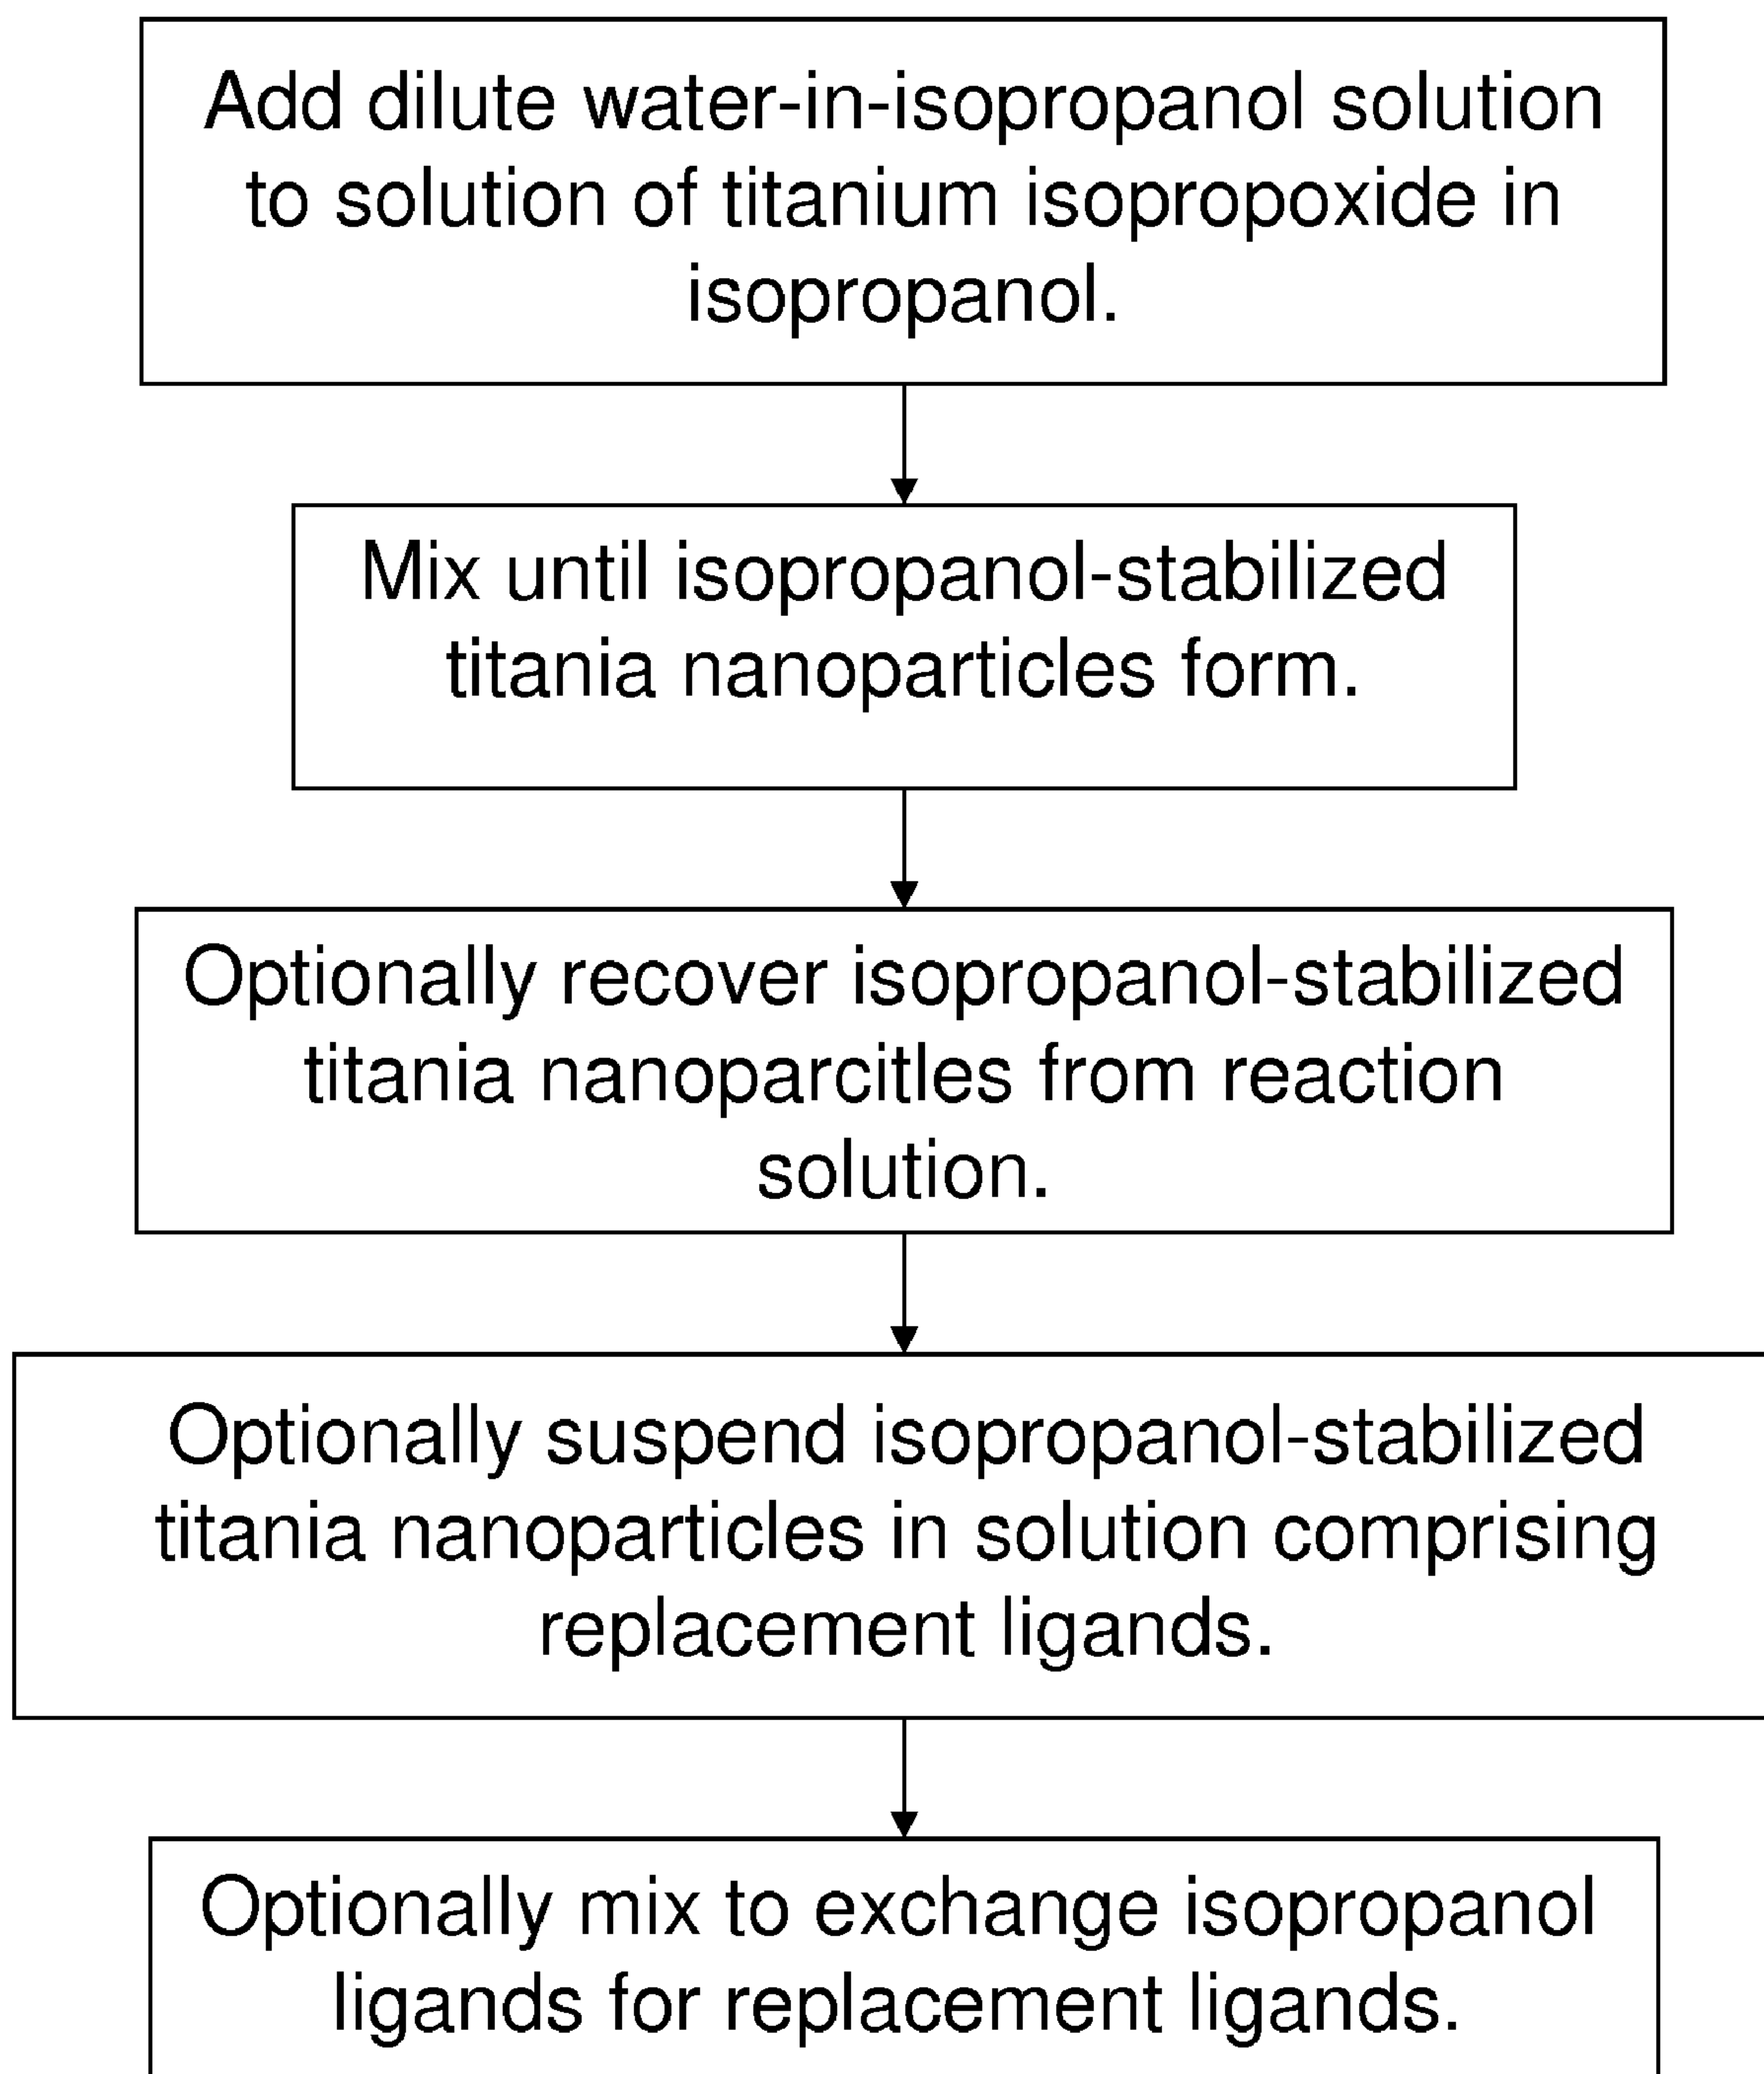 Add dilute water-in-isopropanol solution
to solution of titanium isopropoxide in
isopropanol.
Mix until isopropanol-stabilized
titania nanoparticles form.
Optionally recover isopropanol-stabilized
titania nanoparcitles from reaction
solution.
Optionally suspend isopropanol-stabilized
titania nanoparticles in solution comprising
replacement ligands.
Optionally mix to exchange isopropanol
ligands for replacement ligands.